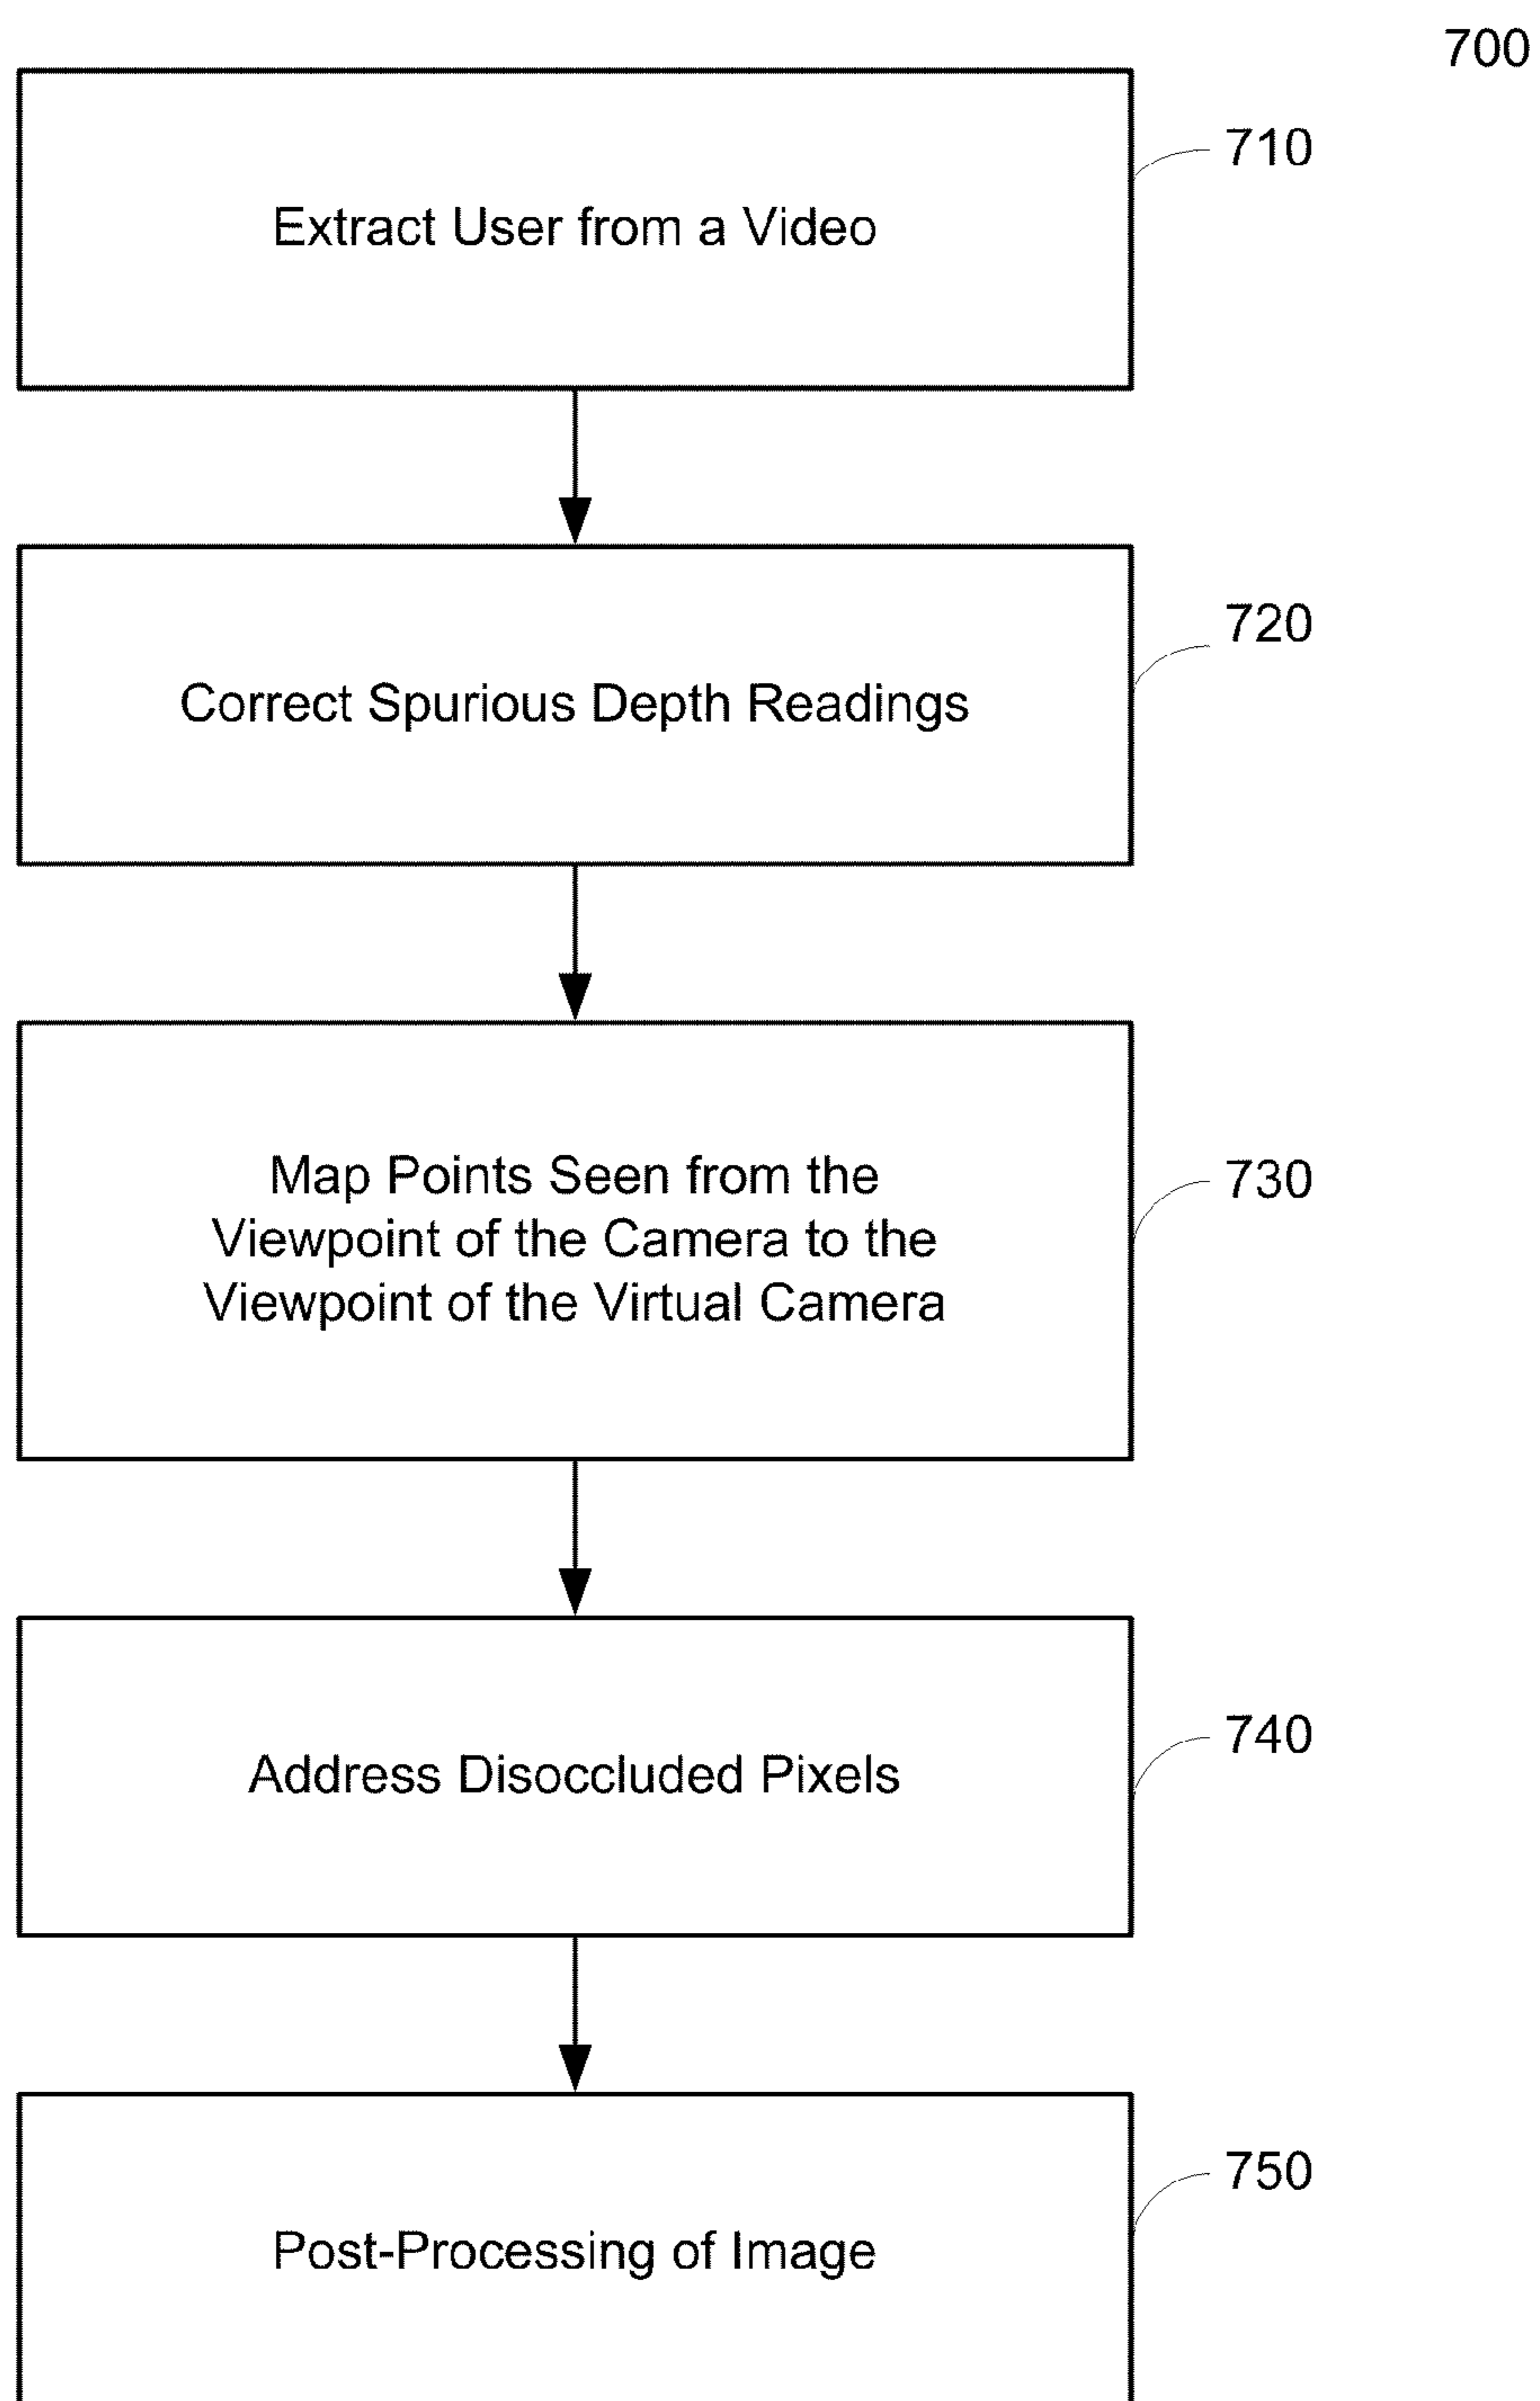 700
710
Extract User from a Video
720
Correct Spurious Depth Readings
Map Points Seen from the
730
Viewpoint of the Camera to the
Viewpoint of the Virtual Camera
740
Address Disoccluded Pixels
750
Post-Processing of Image